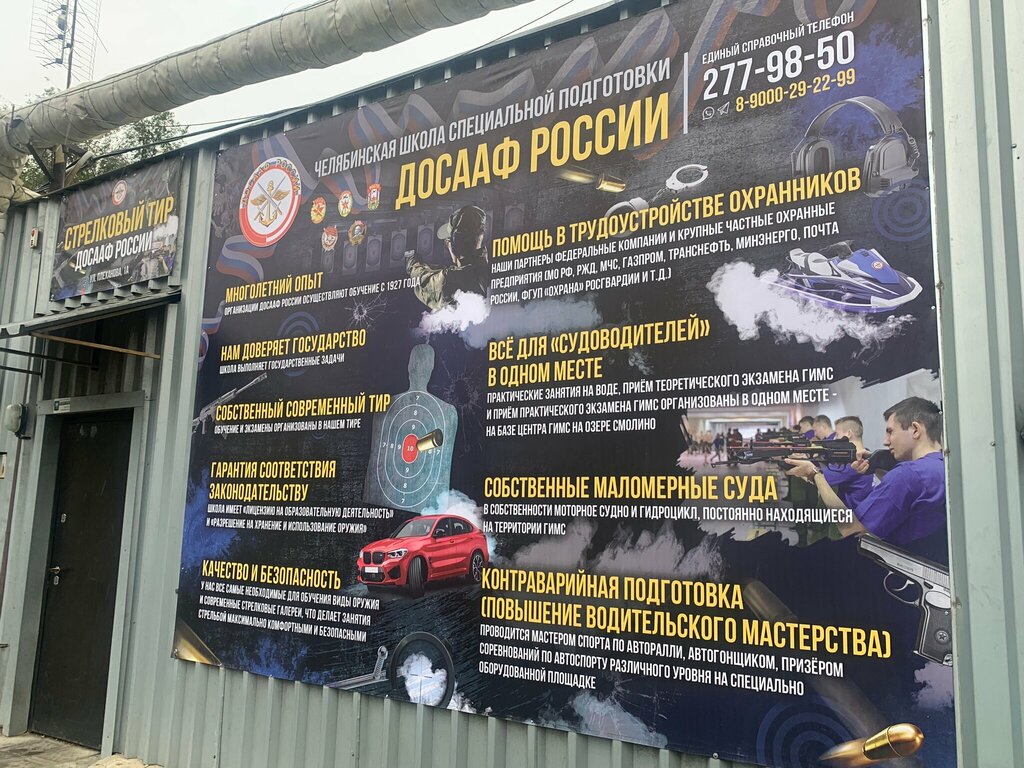 СТРЕЛКОВЫЙ ТИР
ДОСААФ РОССИИ
УЛ. ПЛЕХАНОВА, 1А
ЧЕЛЯБИНСКАЯ ШКОЛА СПЕЦИАЛЬНОЙ ПОДГОТОВКИ
ДОСААФ РОССИИ
ЕДИНЫЙ СПРАВОЧНЫЙ ТЕЛЕФОН
277-98-50
8-9000-29-22-99
МНОГОЛЕТНИЙ ОПЫТ
ОРГАНИЗАЦИИ ДОСААФ РОССИИ ОСУЩЕСТВЛЯЮТ ОБУЧЕНИЕ С 1927 ГОДА
НАМ ДОВЕРЯЕТ ГОСУДАРСТВО
ШКОЛА ВЫПОЛНЯЕТ ГОСУДАРСТВЕННЫЕ ЗАДАЧИ
СОБСТВЕННЫЙ СОВРЕМЕННЫЙ ТИР
ОБУЧЕНИЕ И ЭКЗАМЕНЫ ОРГАНИЗОВАНЫ В НАШЕМ ТИРЕ
ГАРАНТИЯ СООТВЕТСТВИЯ
ЗАКОНОДАТЕЛЬСТВУ
ШКОЛА ИМЕЕТ «ЛИЦЕНЗИЮ НА ОБРАЗОВАТЕЛЬНУЮ ДЕЯТЕЛЬНОСТЬ»
И «РАЗРЕШЕНИЕ НА ХРАНЕНИЕ И ИСПОЛЬЗОВАНИЕ ОРУЖИЯ»
КАЧЕСТВО И БЕЗОПАСНОСТЬ
У НАС ВСЕ САМЫЕ НЕОБХОДИМЫЕ ДЛЯ ОБУЧЕНИЯ ВИДЫ ОРУЖИЯ
И СОВРЕМЕННЫЕ СТРЕЛКОВЫЕ ГАЛЕРЕИ, ЧТО ДЕЛАЕТ ЗАНЯТИЯ
СТРЕЛЬБОЙ МАКСИМАЛЬНО КОМФОРТНЫМИ И БЕЗОПАСНЫМИ
ПОМОЩЬ В ТРУДОУСТРОЙСТВЕ ОХРАННИКОВ
НАШИ ПАРТНЕРЫ ФЕДЕРАЛЬНЫЕ КОМПАНИИ И КРУПНЫЕ ЧАСТНЫЕ ОХРАННЫЕ
ПРЕДПРИЯТИЯ (МО РФ, РЖД, МЧС, ГАЗПРОМ, ТРАНСНЕФТЬ, МИНЭНЕРГО, ПОЧТА
РОССИИ, ФГУП «ОХРАНА» РОСГВАРДИИ И Т.Д.)
ВСЁ ДЛЯ «СУДОВОДИТЕЛЕЙ»
В ОДНОМ МЕСТЕ
ПРАКТИЧЕСКИЕ ЗАНЯТИЯ НА ВОДЕ, ПРИЁМ ТЕОРЕТИЧЕСКОГО ЭКЗАМЕНА ГИМС
И ПРИЁМ ПРАКТИЧЕСКОГО ЭКЗАМЕНА ГИМС ОРГАНИЗОВАНЫ В ОДНОМ МЕСТЕ -
НА БАЗЕ ЦЕНТРА ГИМС НА ОЗЕРЕ СМОЛИНО
СОБСТВЕННЫЕ МАЛОМЕРНЫЕ СУДА
В СОБСТВЕННОСТИ МОТОРНОЕ СУДНО И ГИДРОЦИКЛ, ПОСТОЯННО НАХОДЯЩИЕСЯ
НА ТЕРРИТОРИИ ГИМС
КОНТРАВАРИЙНАЯ ПОДГОТОВКА
(ПОВЫШЕНИЕ ВОДИТЕЛЬСКОГО МАСТЕРСТВА)
ПРОВОДИТСЯ МАСТЕРОМ СПОРТА ПО АВТОРАЛЛИ, АВТОГОНЩИКОМ, ПРИЗЁРОМ
СОРЕВНОВАНИЙ ПО АВТОСПОРТУ РАЗЛИЧНОГО УРОВНЯ НА СПЕЦИАЛЬНО
ОБОРУДОВАННОЙ ПЛОЩАДКЕ